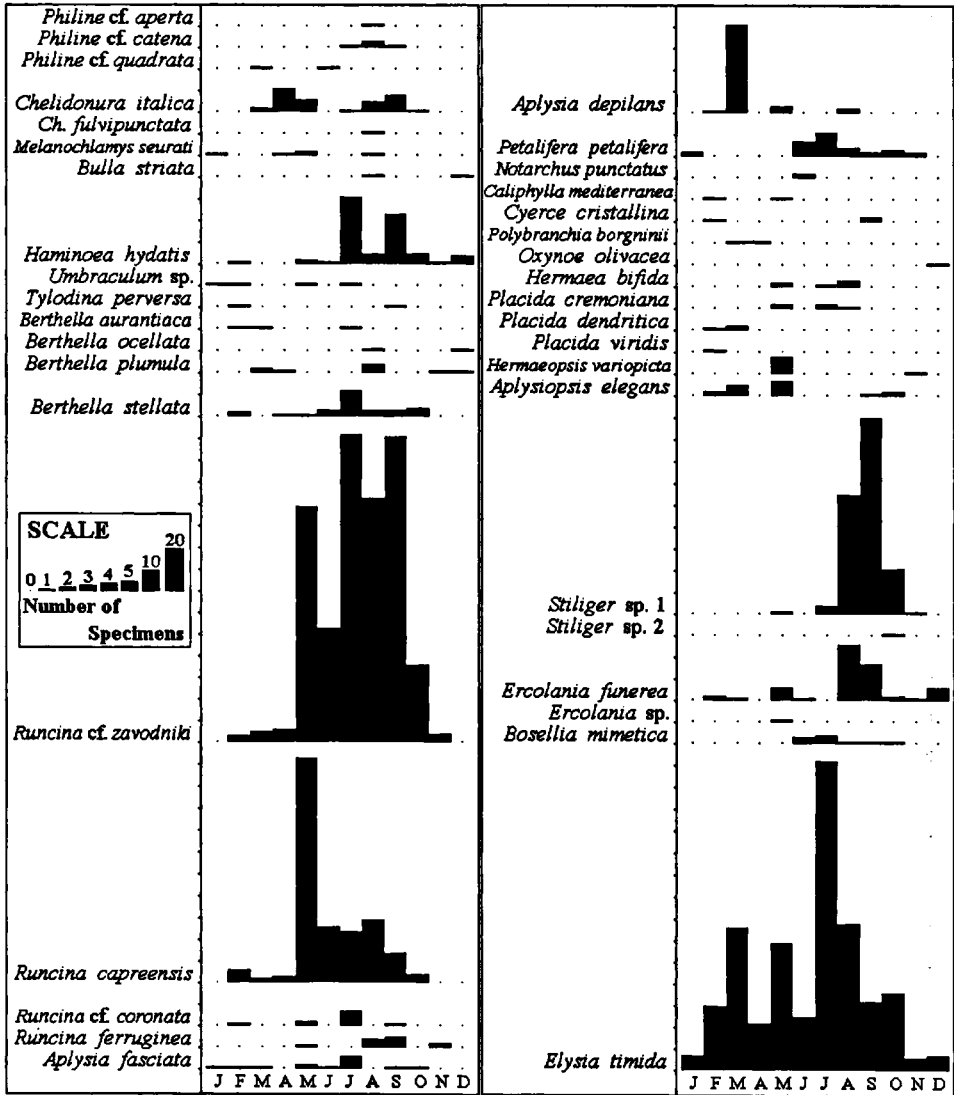 Philine cf. aperta
Philine cf. catena
Philine cf. quadrata
Chelidonura italica
Ch. fulvipunctata
Melanochlamys seurati
Bulla striata
Haminoea hydatis
Umbraculum sp.
Tylodina perversa
Berthella aurantiaca
Berthella ocellata
Berthella plumula
Berthella stellata
SCALE
0 1 2 3 4 5 10 20
Number of
Specimens
Runcina cf. zavodniki
Runcina capreensis
Runcina cf. coronata
Runcina ferruginea
Aplysia fasciata
J F M A M J J A S O N D
Aplysia depilans
Petalifera petalifera
Notarchus punctatus
Caliphylla mediterranea
Cyerce cristallina
Polybranchia borgninii
Oxynoe olivacea
Hermaea bifida
Placida cremoniana
Placida dendritica
Placida viridis
Hermaeopsis variopicta
Aplysiopsis elegans
Stiliger sp. 1
Stiliger sp. 2
Ercolania funerea
Ercolania sp.
Bosellia mimetica
Elysia timida
J F M A M J J A S O N D